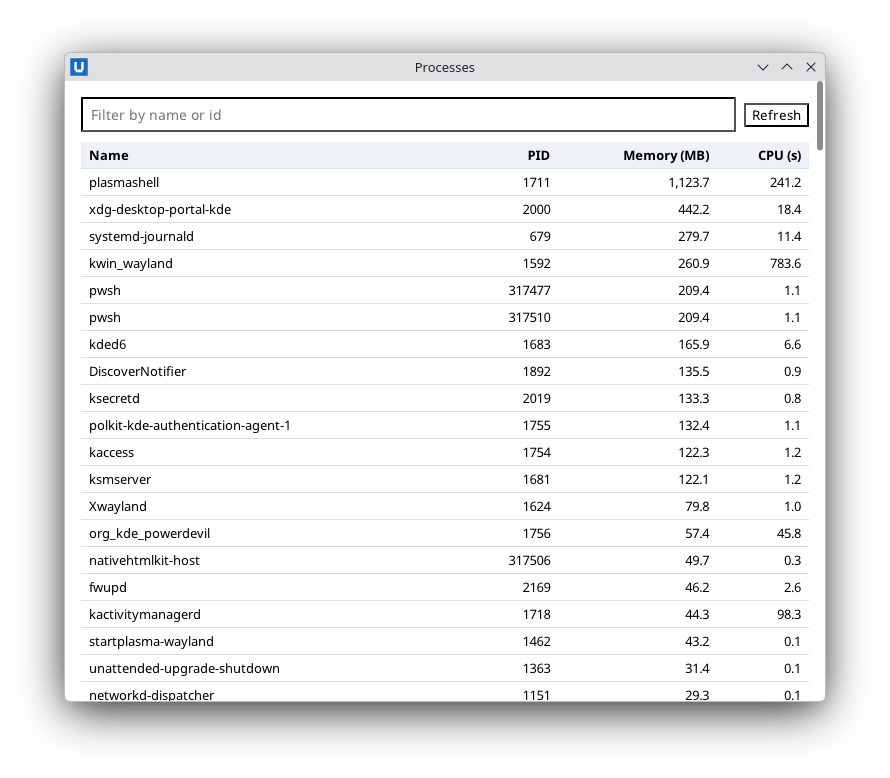 Processes
Filter by name or id Refresh
Name PID Memory (MB) CPU (s)
plasmashell 1711 1,123.7 241.2
xdg-desktop-portal-kde 2000 442.2 18.4
systemd-journald 679 279.7 11.4
kwin_wayland 1592 260.9 783.6
pwsh 317477 209.4 1.1
pwsh 317510 209.4 1.1
kded6 1683 165.9 6.6
DiscoverNotifier 1892 135.5 0.9
ksecretd 2019 133.3 0.8
polkit-kde-authentication-agent-1 1755 132.4 1.1
kaccess 1754 122.3 1.2
ksmserver 1681 122.1 1.2
Xwayland 1624 79.8 1.0
org_kde_powerdevil 1756 57.4 45.8
nativehtmlkit-host 317506 49.7 0.3
fwupd 2169 46.2 2.6
kactivitymanagerd 1718 44.3 98.3
startplasma-wayland 1462 43.2 0.1
unattended-upgrade-shutdown 1363 31.4 0.1
networkd-dispatcher 1151 29.3 0.1